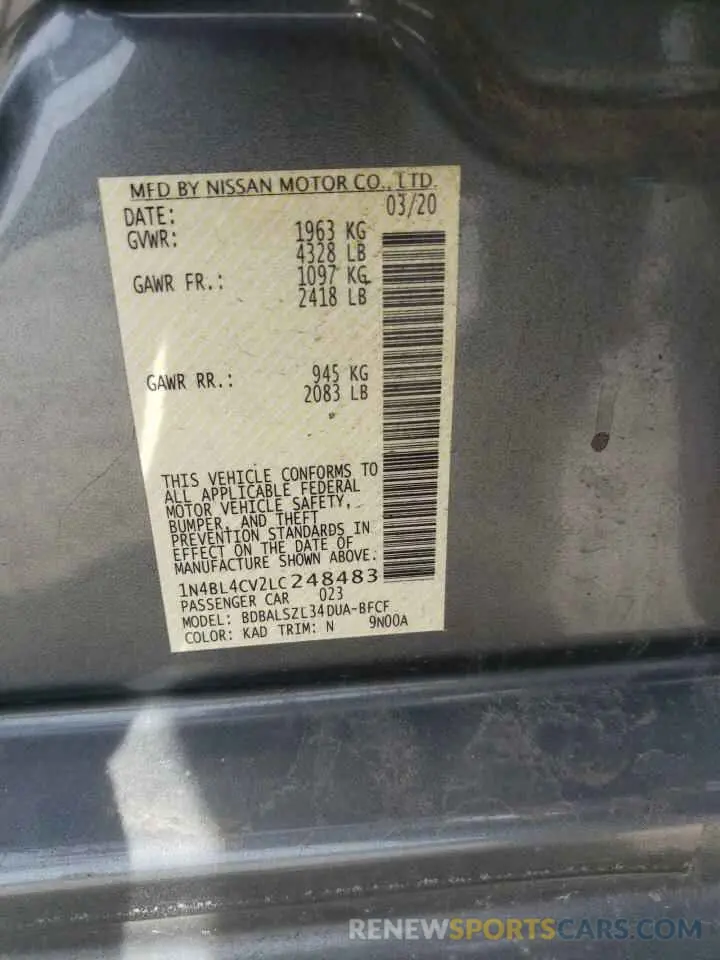 MFD BY NISSAN MOTOR CO., LTD.
DATE: 03/20
GVWR: 1963 KG
4328 LB
GAWR FR.: 1097 KG
2418 LB
GAWR RR.: 945 KG
2083 LB
THIS VEHICLE CONFORMS TO
ALL APPLICABLE FEDERAL
MOTOR VEHICLE SAFETY,
BUMPER, AND THEFT
PREVENTION STANDARDS IN
EFFECT ON THE DATE OF
MANUFACTURE SHOWN ABOVE.
1N4BL4CV2LC248483
PASSENGER CAR 023
MODEL: BDBALSZL34DUA-BFCF
COLOR: KAD TRIM: N 9N00A
RENEWSPORTSCARS.COM